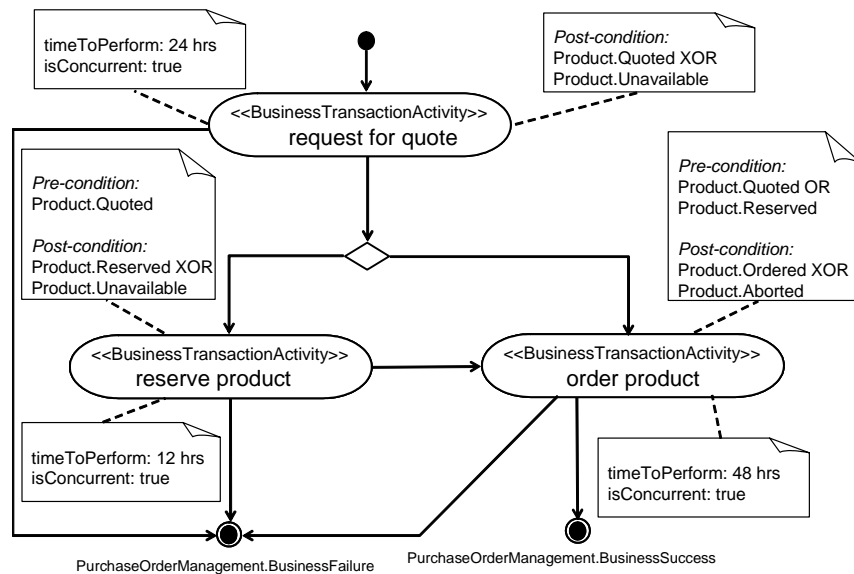 timeToPerform: 24 hrs
isConcurrent: true
Post-condition:
Product.Quoted XOR
Product.Unavailable
<<BusinessTransactionActivity>>
request for quote
Pre-condition:
Product.Quoted
Post-condition:
Product.Reserved XOR
Product.Unavailable
Pre-condition:
Product.Quoted OR
Product.Reserved
Post-condition:
Product.Ordered XOR
Product.Aborted
<<BusinessTransactionActivity>>
reserve product
<<BusinessTransactionActivity>>
order product
timeToPerform: 12 hrs
isConcurrent: true
timeToPerform: 48 hrs
isConcurrent: true
PurchaseOrderManagement.BusinessFailure
PurchaseOrderManagement.BusinessSuccess